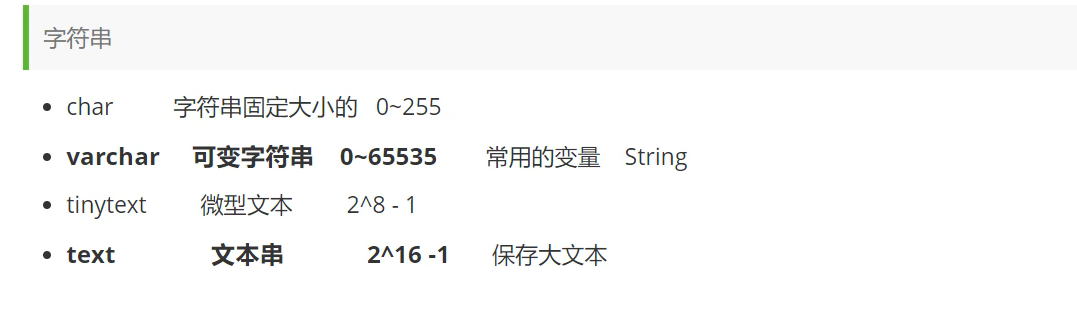 字符串
char 字符串固定大小的 0~255
varchar 可变字符串 0~65535 常用的变量 String
tinytext 微型文本 2^8 - 1
text 文本串 2^16 -1 保存大文本